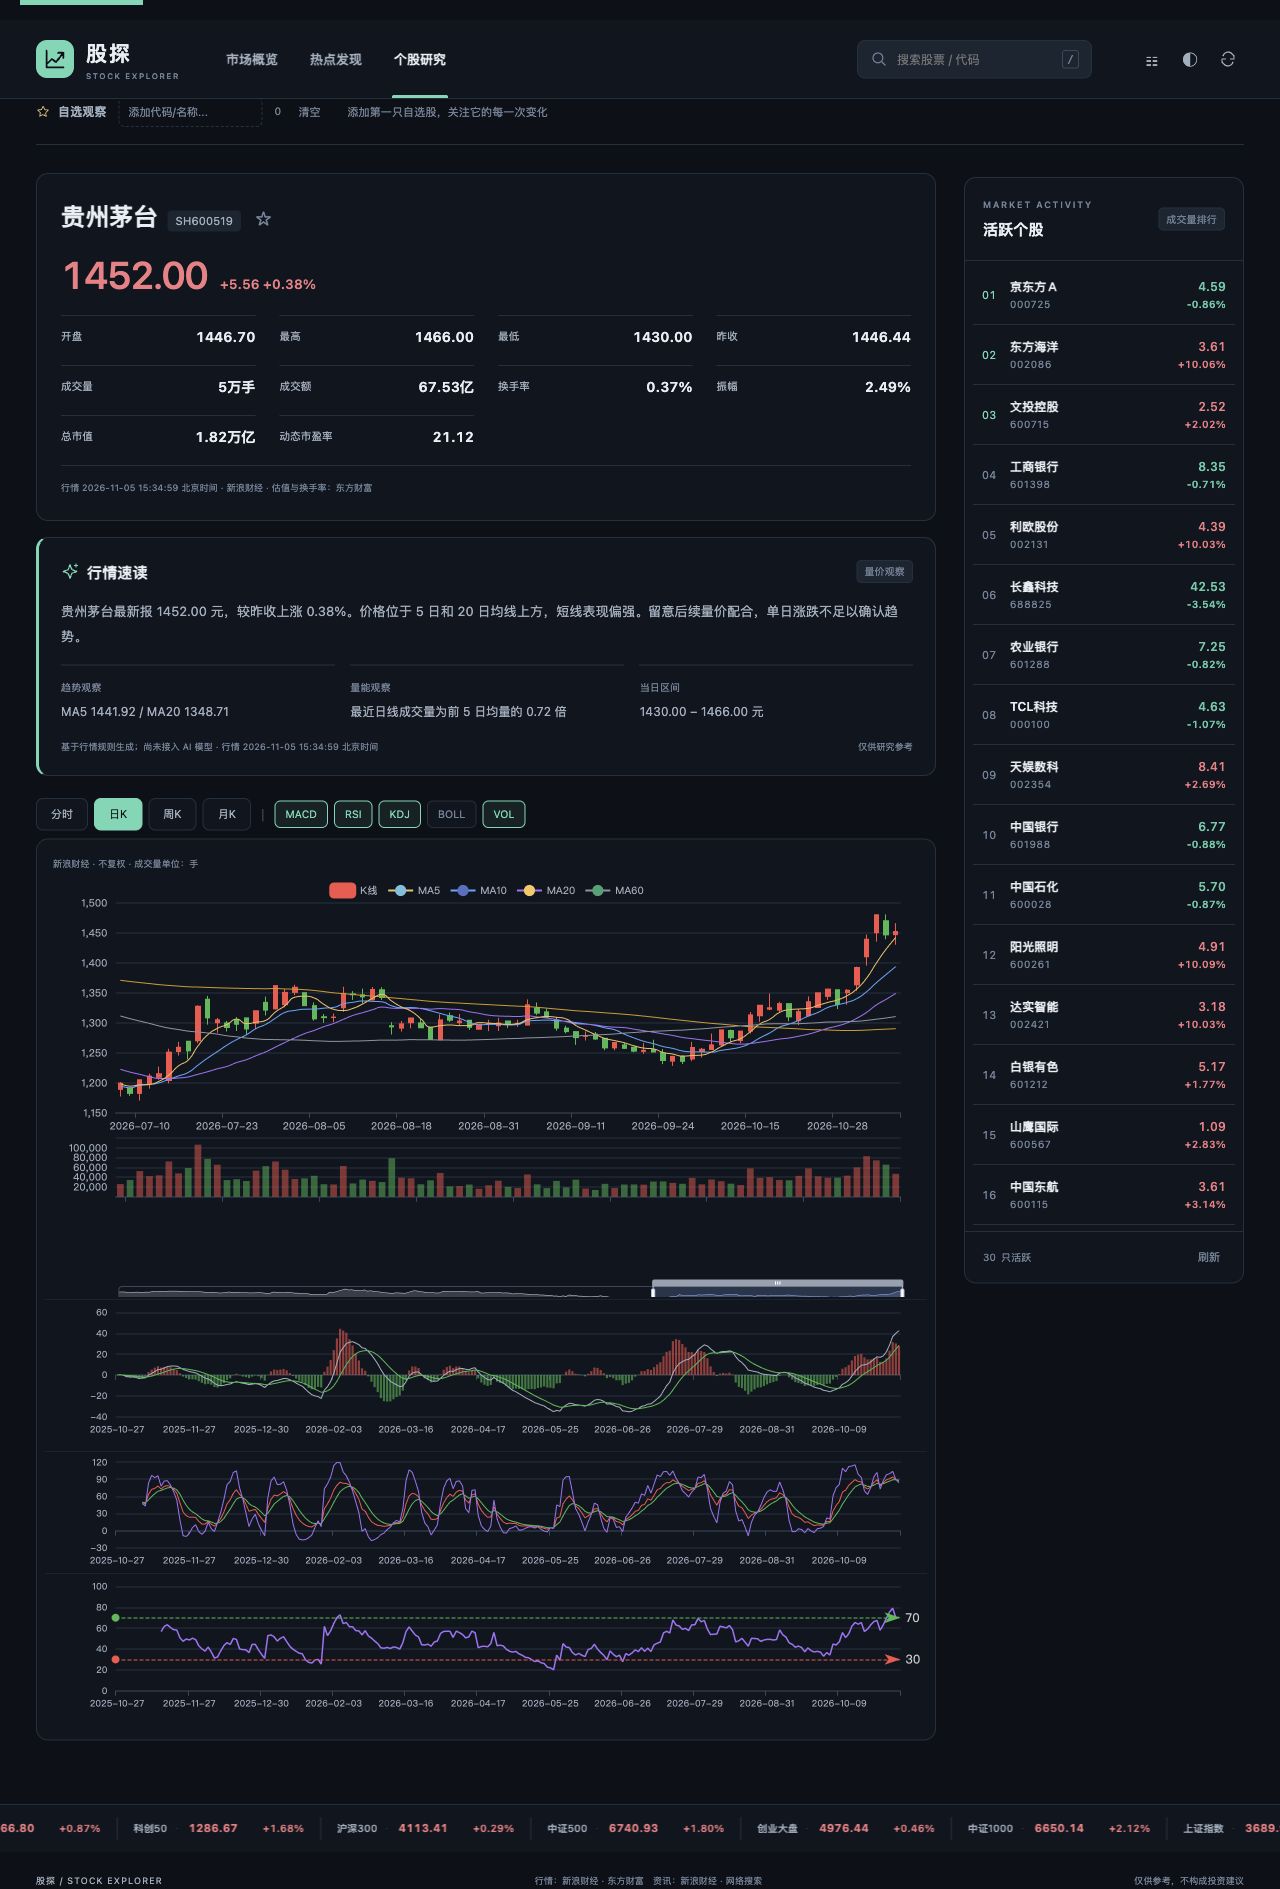 股探
STOCK EXPLORER
市场概览 热点发现 个股研究
搜索股票 / 代码 /
自选观察 添加代码/名称... 0 清空 添加第一只自选股，关注它的每一次变化
贵州茅台 SH600519
1452.00 +5.56 +0.38%
开盘 1446.70 最高 1466.00 最低 1430.00 昨收 1446.44
成交量 5万手 成交额 67.53亿 换手率 0.37% 振幅 2.49%
总市值 1.82万亿 动态市盈率 21.12
行情 2026-11-05 15:34:59 北京时间 · 新浪财经 · 估值与换手率：东方财富
行情速读 量价观察
贵州茅台最新报 1452.00 元，较昨收上涨 0.38%。价格位于 5 日和 20 日均线上方，短线表现偏强。留意后续量价配合，单日涨跌不足以确认趋
势。
趋势观察 量能观察 当日区间
MA5 1441.92 / MA20 1348.71 最近日线成交量为前 5 日均量的 0.72 倍 1430.00 – 1466.00 元
基于行情规则生成；尚未接入 AI 模型 · 行情 2026-11-05 15:34:59 北京时间 仅供研究参考
分时 日K 周K 月K | MACD RSI KDJ BOLL VOL
新浪财经 · 不复权 · 成交量单位：手
K线 MA5 MA10 MA20 MA60
1,500
1,450
1,400
1,350
1,300
1,250
1,200
1,150
2026-07-10 2026-07-23 2026-08-05 2026-08-18 2026-08-31 2026-09-11 2026-09-24 2026-10-15 2026-10-28
100,000
80,000
60,000
40,000
20,000
60
40
20
0
-20
-40
2025-10-27 2025-11-27 2025-12-30 2026-02-03 2026-03-16 2026-04-17 2026-05-25 2026-06-26 2026-07-29 2026-08-31 2026-10-09
120
90
60
30
0
-30
2025-10-27 2025-11-27 2025-12-30 2026-02-03 2026-03-16 2026-04-17 2026-05-25 2026-06-26 2026-07-29 2026-08-31 2026-10-09
100
80
70
60
40
30
20
0
2025-10-27 2025-11-27 2025-12-30 2026-02-03 2026-03-16 2026-04-17 2026-05-25 2026-06-26 2026-07-29 2026-08-31 2026-10-09
MARKET ACTIVITY
活跃个股 成交量排行
01 京东方Ａ 4.59
000725 -0.86%
02 东方海洋 3.61
002086 +10.06%
03 文投控股 2.52
600715 +2.02%
04 工商银行 8.35
601398 -0.71%
05 利欧股份 4.39
002131 +10.03%
06 长鑫科技 42.53
688825 -3.54%
07 农业银行 7.25
601288 -0.82%
08 TCL科技 4.63
000100 -1.07%
09 天娱数科 8.41
002354 +2.69%
10 中国银行 6.77
601988 -0.88%
11 中国石化 5.70
600028 -0.87%
12 阳光照明 4.91
600261 +10.09%
13 达实智能 3.18
002421 +10.03%
14 白银有色 5.17
601212 +1.77%
15 山鹰国际 1.09
600567 +2.83%
16 中国东航 3.61
600115 +3.14%
30 只活跃 刷新
66.80 +0.87% 科创50 1286.67 +1.68% 沪深300 4113.41 +0.29% 中证500 6740.93 +1.80% 创业大盘 4976.44 +0.46% 中证1000 6650.14 +2.12% 上证指数 3689.
股探 / STOCK EXPLORER 行情：新浪财经 · 东方财富 资讯：新浪财经 · 网络搜索 仅供参考，不构成投资建议